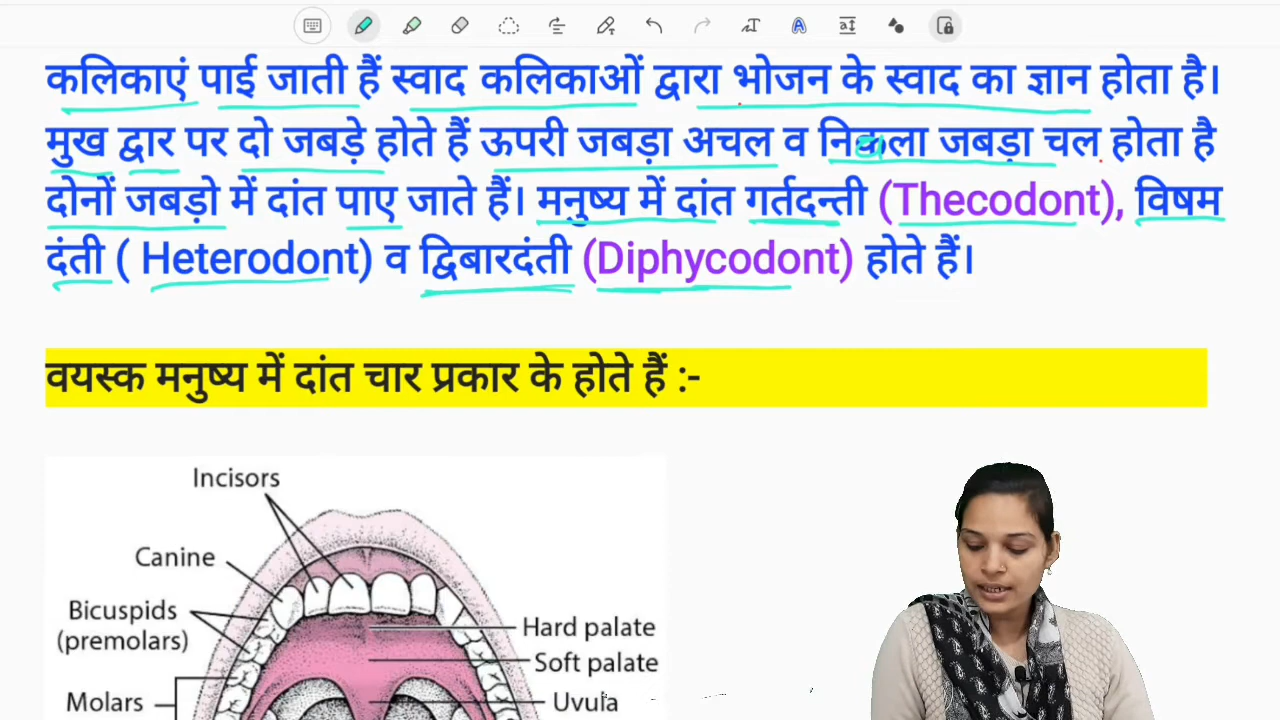 कलिकाएं पाई जाती हैं स्वाद कलिकाओं द्वारा भोजन के स्वाद का ज्ञान होता है।
मुख द्वार पर दो जबड़े होते हैं ऊपरी जबड़ा अचल व निकला जबड़ा चल होता है
दोनों जबड़ो में दांत पाए जाते हैं। मनुष्य में दांत गर्तदन्ती (Thecodont), विषम
दंती ( Heterodont) व द्विबारदंती (Diphycodont) होते हैं।
वयस्क मनुष्य में दांत चार प्रकार के होते हैं :-
Incisors
Canine
Bicuspids
(premolars)
Hard palate
Soft palate
Molars
Uvula